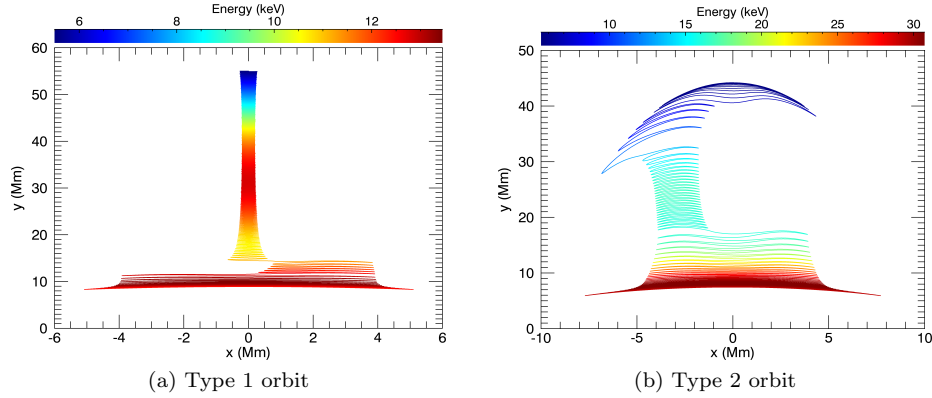 Energy (keV)
6 8 10 12
60
50
40
30
20
10
0
y (Mm)
-6 -4 -2 0 2 4 6
x (Mm)
(a) Type 1 orbit
Energy (keV)
10 15 20 25 30
50
40
30
20
10
0
y (Mm)
-10 -5 0 5 10
x (Mm)
(b) Type 2 orbit